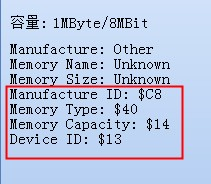 容量：1MByte/8MBit
Manufacture: Other
Memory Name: Unknown
Memory Size: Unknown
Manufacture ID: $C8
Memory Type: $40
Memory Capacity: $14
Device ID: $13